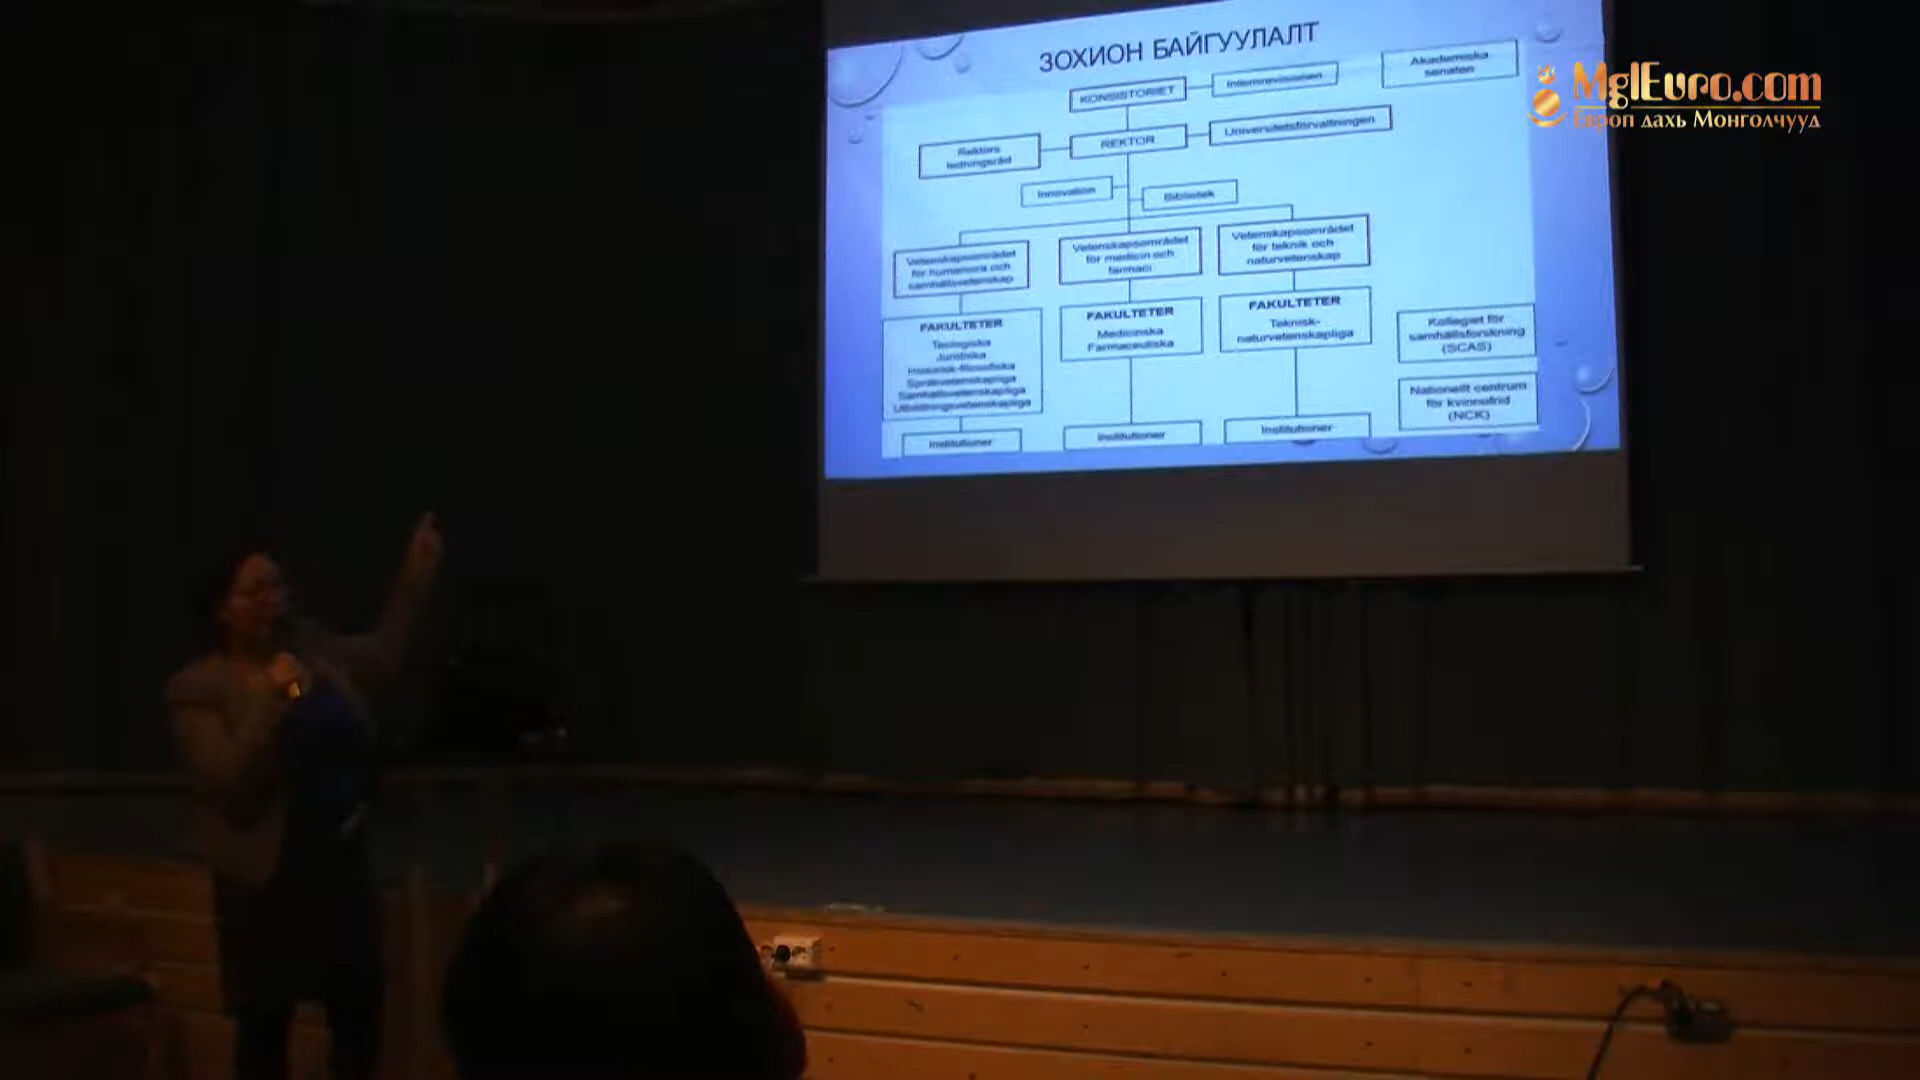 ЗОХИОН БАЙГУУЛАЛТ
KONSISTORIET
Internrevisionen
Akademiska
senaten
MglEuro.com
Европ дахь Монголчууд
Rektors
ledningsråd
REKTOR
Universitetsförvaltningen
Innovation
Bibliotek
Vetenskapsområdet
för humaniora och
samhällsvetenskap
Vetenskapsområdet
för medicin och
farmaci
Vetenskapsområdet
för teknik och
naturvetenskap
FAKULTETER
Teologiska
Juridiska
Historisk-filosofiska
Språkvetenskapliga
Samhällsvetenskapliga
Utbildningsvetenskapliga
FAKULTETER
Medicinska
Farmaceutiska
FAKULTETER
Teknisk-
naturvetenskapliga
Kollegiet för
samhällsforskning
(SCAS)
Nationellt centrum
för kvinnofrid
(NCK)
Institutioner
Institutioner
Institutioner